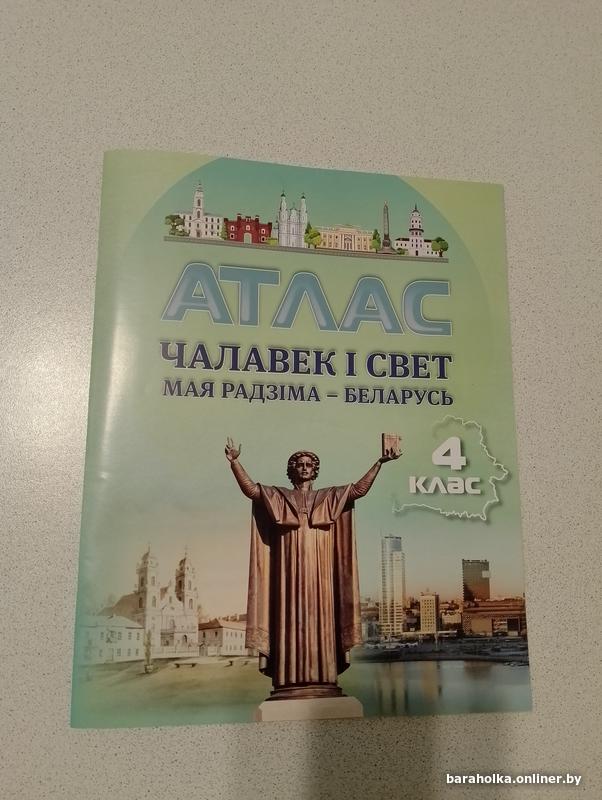 АТЛАС
ЧАЛАВЕК І СВЕТ
МАЯ РАДЗІМА – БЕЛАРУСЬ
4
клас
baraholka.onliner.by